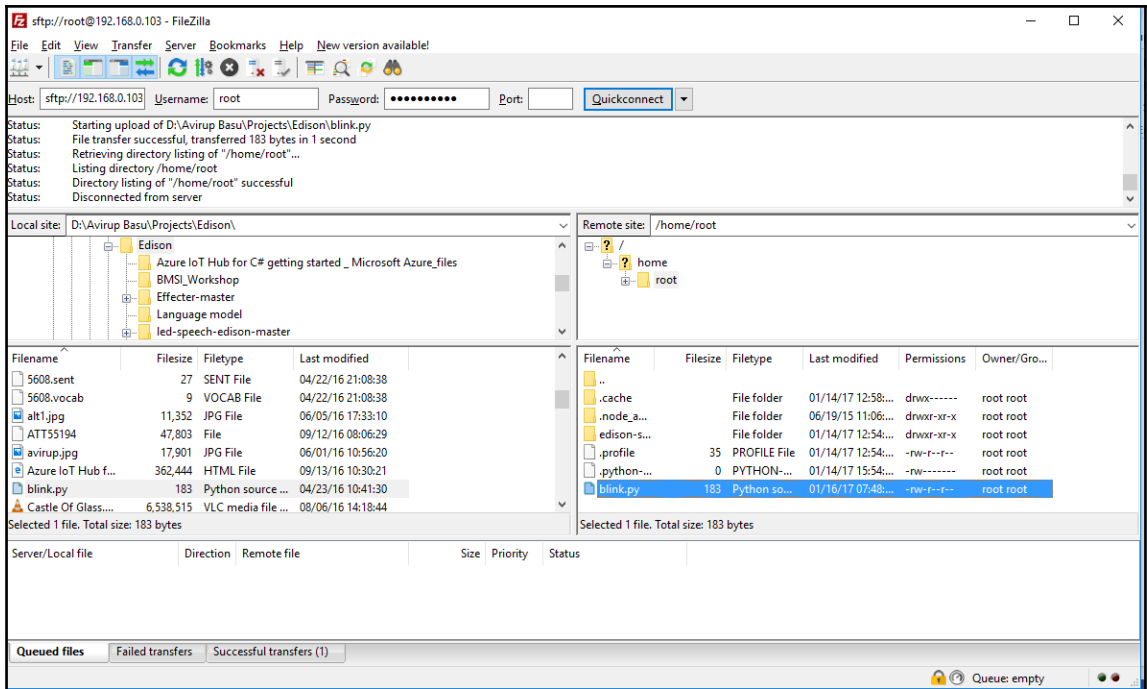 sftp://root@192.168.0.103 - FileZilla
File Edit View Transfer Server Bookmarks Help New version available!
Host: sftp://192.168.0.103 Username: root Password: ●●●●●●●●●● Port: Quickconnect
Status: Starting upload of D:\Avirup Basu\Projects\Edison\blink.py
Status: File transfer successful, transferred 183 bytes in 1 second
Status: Retrieving directory listing of "/home/root"...
Status: Listing directory /home/root
Status: Directory listing of "/home/root" successful
Status: Disconnected from server
Local site: D:\Avirup Basu\Projects\Edison\
Edison
Azure IoT Hub for C# getting started _ Microsoft Azure_files
BMSI_Workshop
Effecter-master
Language model
led-speech-edison-master
Remote site: /home/root
/
home
root
Filename Filesize Filetype Last modified
5608.sent 27 SENT File 04/22/16 21:08:38
5608.vocab 9 VOCAB File 04/22/16 21:08:38
alt1.jpg 11,352 JPG File 06/05/16 17:33:10
ATT55194 47,803 File 09/12/16 08:06:29
avirup.jpg 17,901 JPG File 06/01/16 10:56:20
Azure IoT Hub f... 362,444 HTML File 09/13/16 10:30:21
blink.py 183 Python source ... 04/23/16 10:41:30
Castle Of Glass.... 6,538,515 VLC media file ... 08/06/16 14:18:44
Selected 1 file. Total size: 183 bytes
Filename Filesize Filetype Last modified Permissions Owner/Gro...
..
.cache File folder 01/14/17 12:58:... drwx------ root root
.node_a... File folder 06/19/15 11:06:... drwxr-xr-x root root
edison-s... File folder 01/14/17 12:54:... drwxr-xr-x root root
.profile 35 PROFILE File 01/14/17 12:54:... -rw-r--r-- root root
.python-... 0 PYTHON-... 01/14/17 15:54:... -rw------- root root
blink.py 183 Python so... 01/16/17 07:48:... -rw-r--r-- root root
Selected 1 file. Total size: 183 bytes
Server/Local file Direction Remote file Size Priority Status
Queued files Failed transfers Successful transfers (1)
Queue: empty